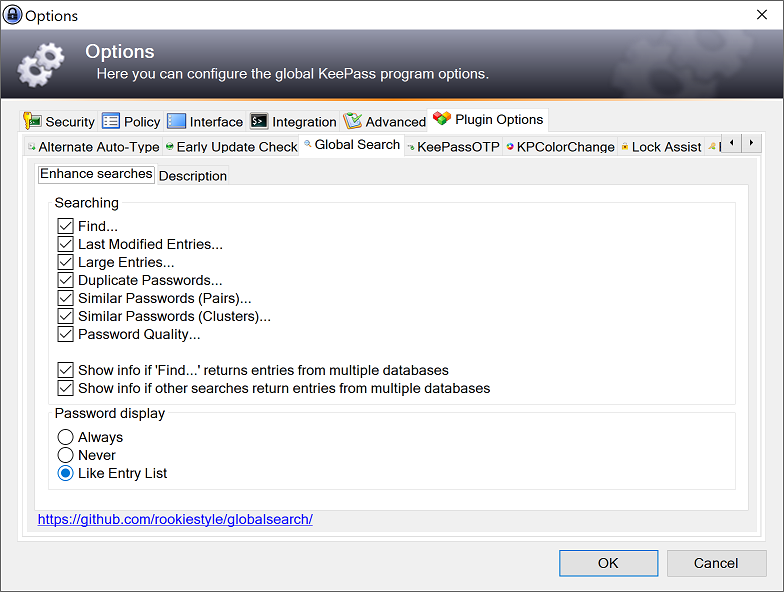 Options
Options
Here you can configure the global KeePass program options.
Security Policy Interface Integration Advanced Plugin Options
Alternate Auto-Type Early Update Check Global Search KeePassOTP KPColorChange Lock Assist
Enhance searches Description
Searching
Find...
Last Modified Entries...
Large Entries...
Duplicate Passwords...
Similar Passwords (Pairs)...
Similar Passwords (Clusters)...
Password Quality...
Show info if 'Find...' returns entries from multiple databases
Show info if other searches return entries from multiple databases
Password display
Always
Never
Like Entry List
https://github.com/rookiestyle/globalsearch/
OK Cancel